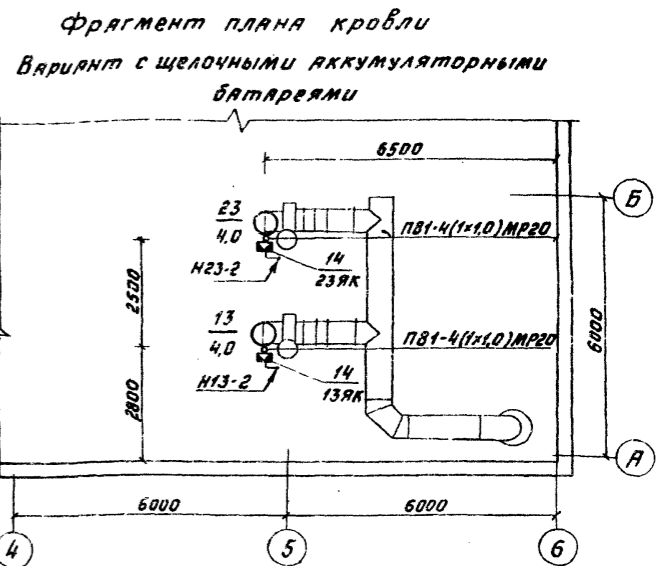 Фрагмент плана кровли
Вариант с щелочными аккумуляторными
батареями
6500
Б
23
4,0
ПВ1-4(1×1,0)МР20
Н23-2
14
23ЯК
2500
13
4,0
ПВ1-4(1×1,0)МР20
6000
Н13-2
14
13ЯК
2800
А
6000
6000
4
5
6